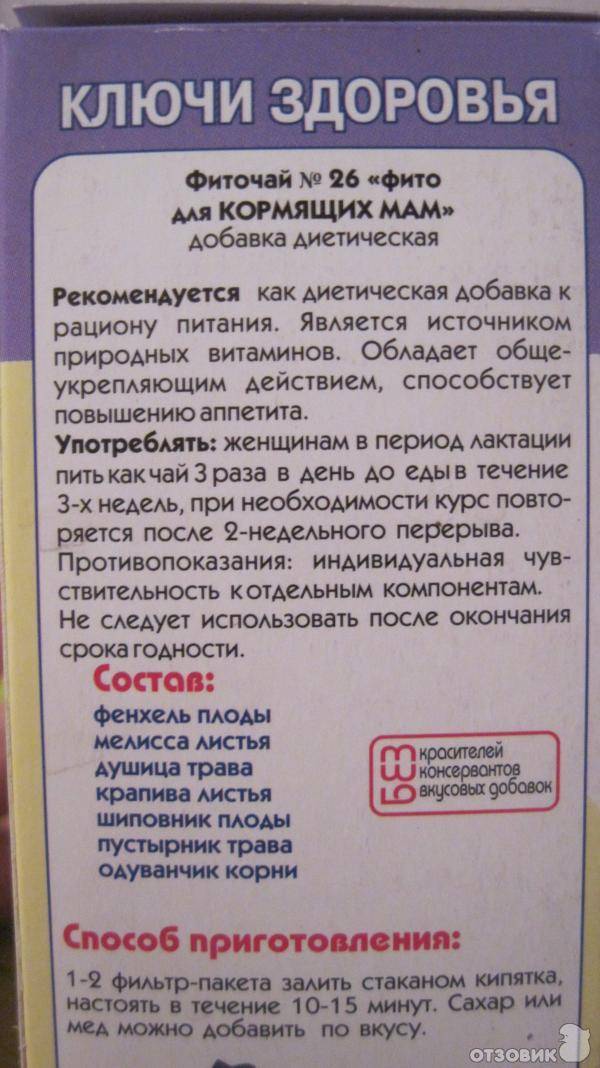 КЛЮЧИ ЗДОРОВЬЯ
Фиточай № 26 «фито
для КОРМЯЩИХ МАМ»
добавка диетическая
Рекомендуется как диетическая добавка к
рациону питания. Является источником
природных витаминов. Обладает обще-
укрепляющим действием, способствует
повышению аппетита.
Употреблять: женщинам в период лактации
пить как чай 3 раза в день до еды в течение
3-х недель, при необходимости курс повто-
ряется после 2-недельного перерыва.
Противопоказания: индивидуальная чув-
ствительность к отдельным компонентам.
Не следует использовать после окончания
срока годности.
Состав:
фенхель плоды
мелисса листья
душица трава
крапива листья
шиповник плоды
пустырник трава
одуванчик корни
БЕЗ
красителей
консервантов
вкусовых добавок
Способ приготовления:
1-2 фильтр-пакета залить стаканом кипятка,
настоять в течение 10-15 минут. Сахар или
мед можно добавить по вкусу.
ОТЗОВИК